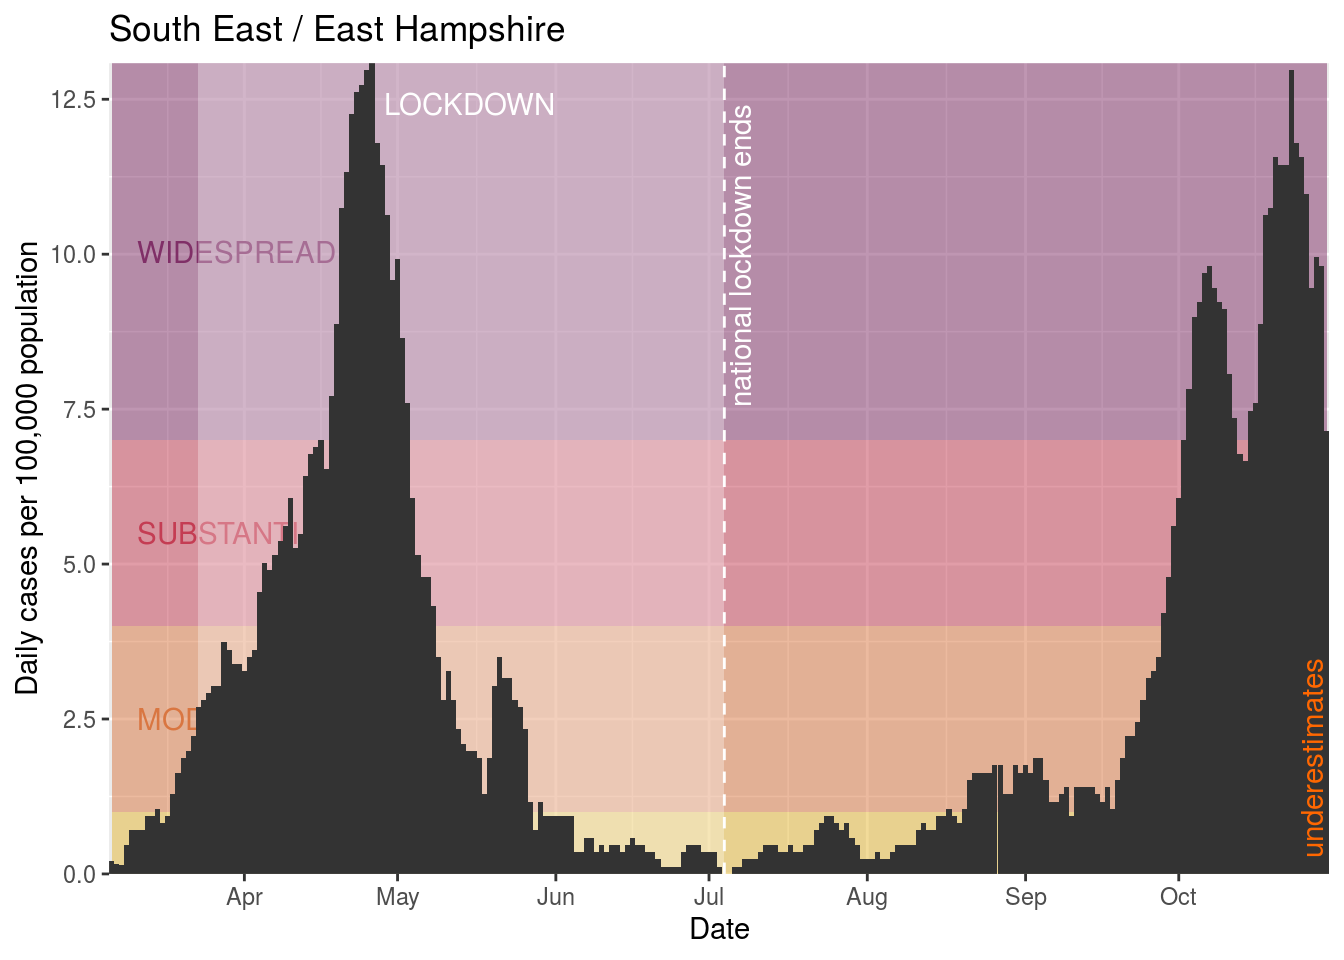 South East / East Hampshire
Daily cases per 100,000 population
12.5
10.0
7.5
5.0
2.5
0.0
LOCKDOWN
national lockdown ends
WIDESPREAD
SUBSTANTI
MOD
underestimates
Apr
May
Jun
Jul
Aug
Sep
Oct
Date